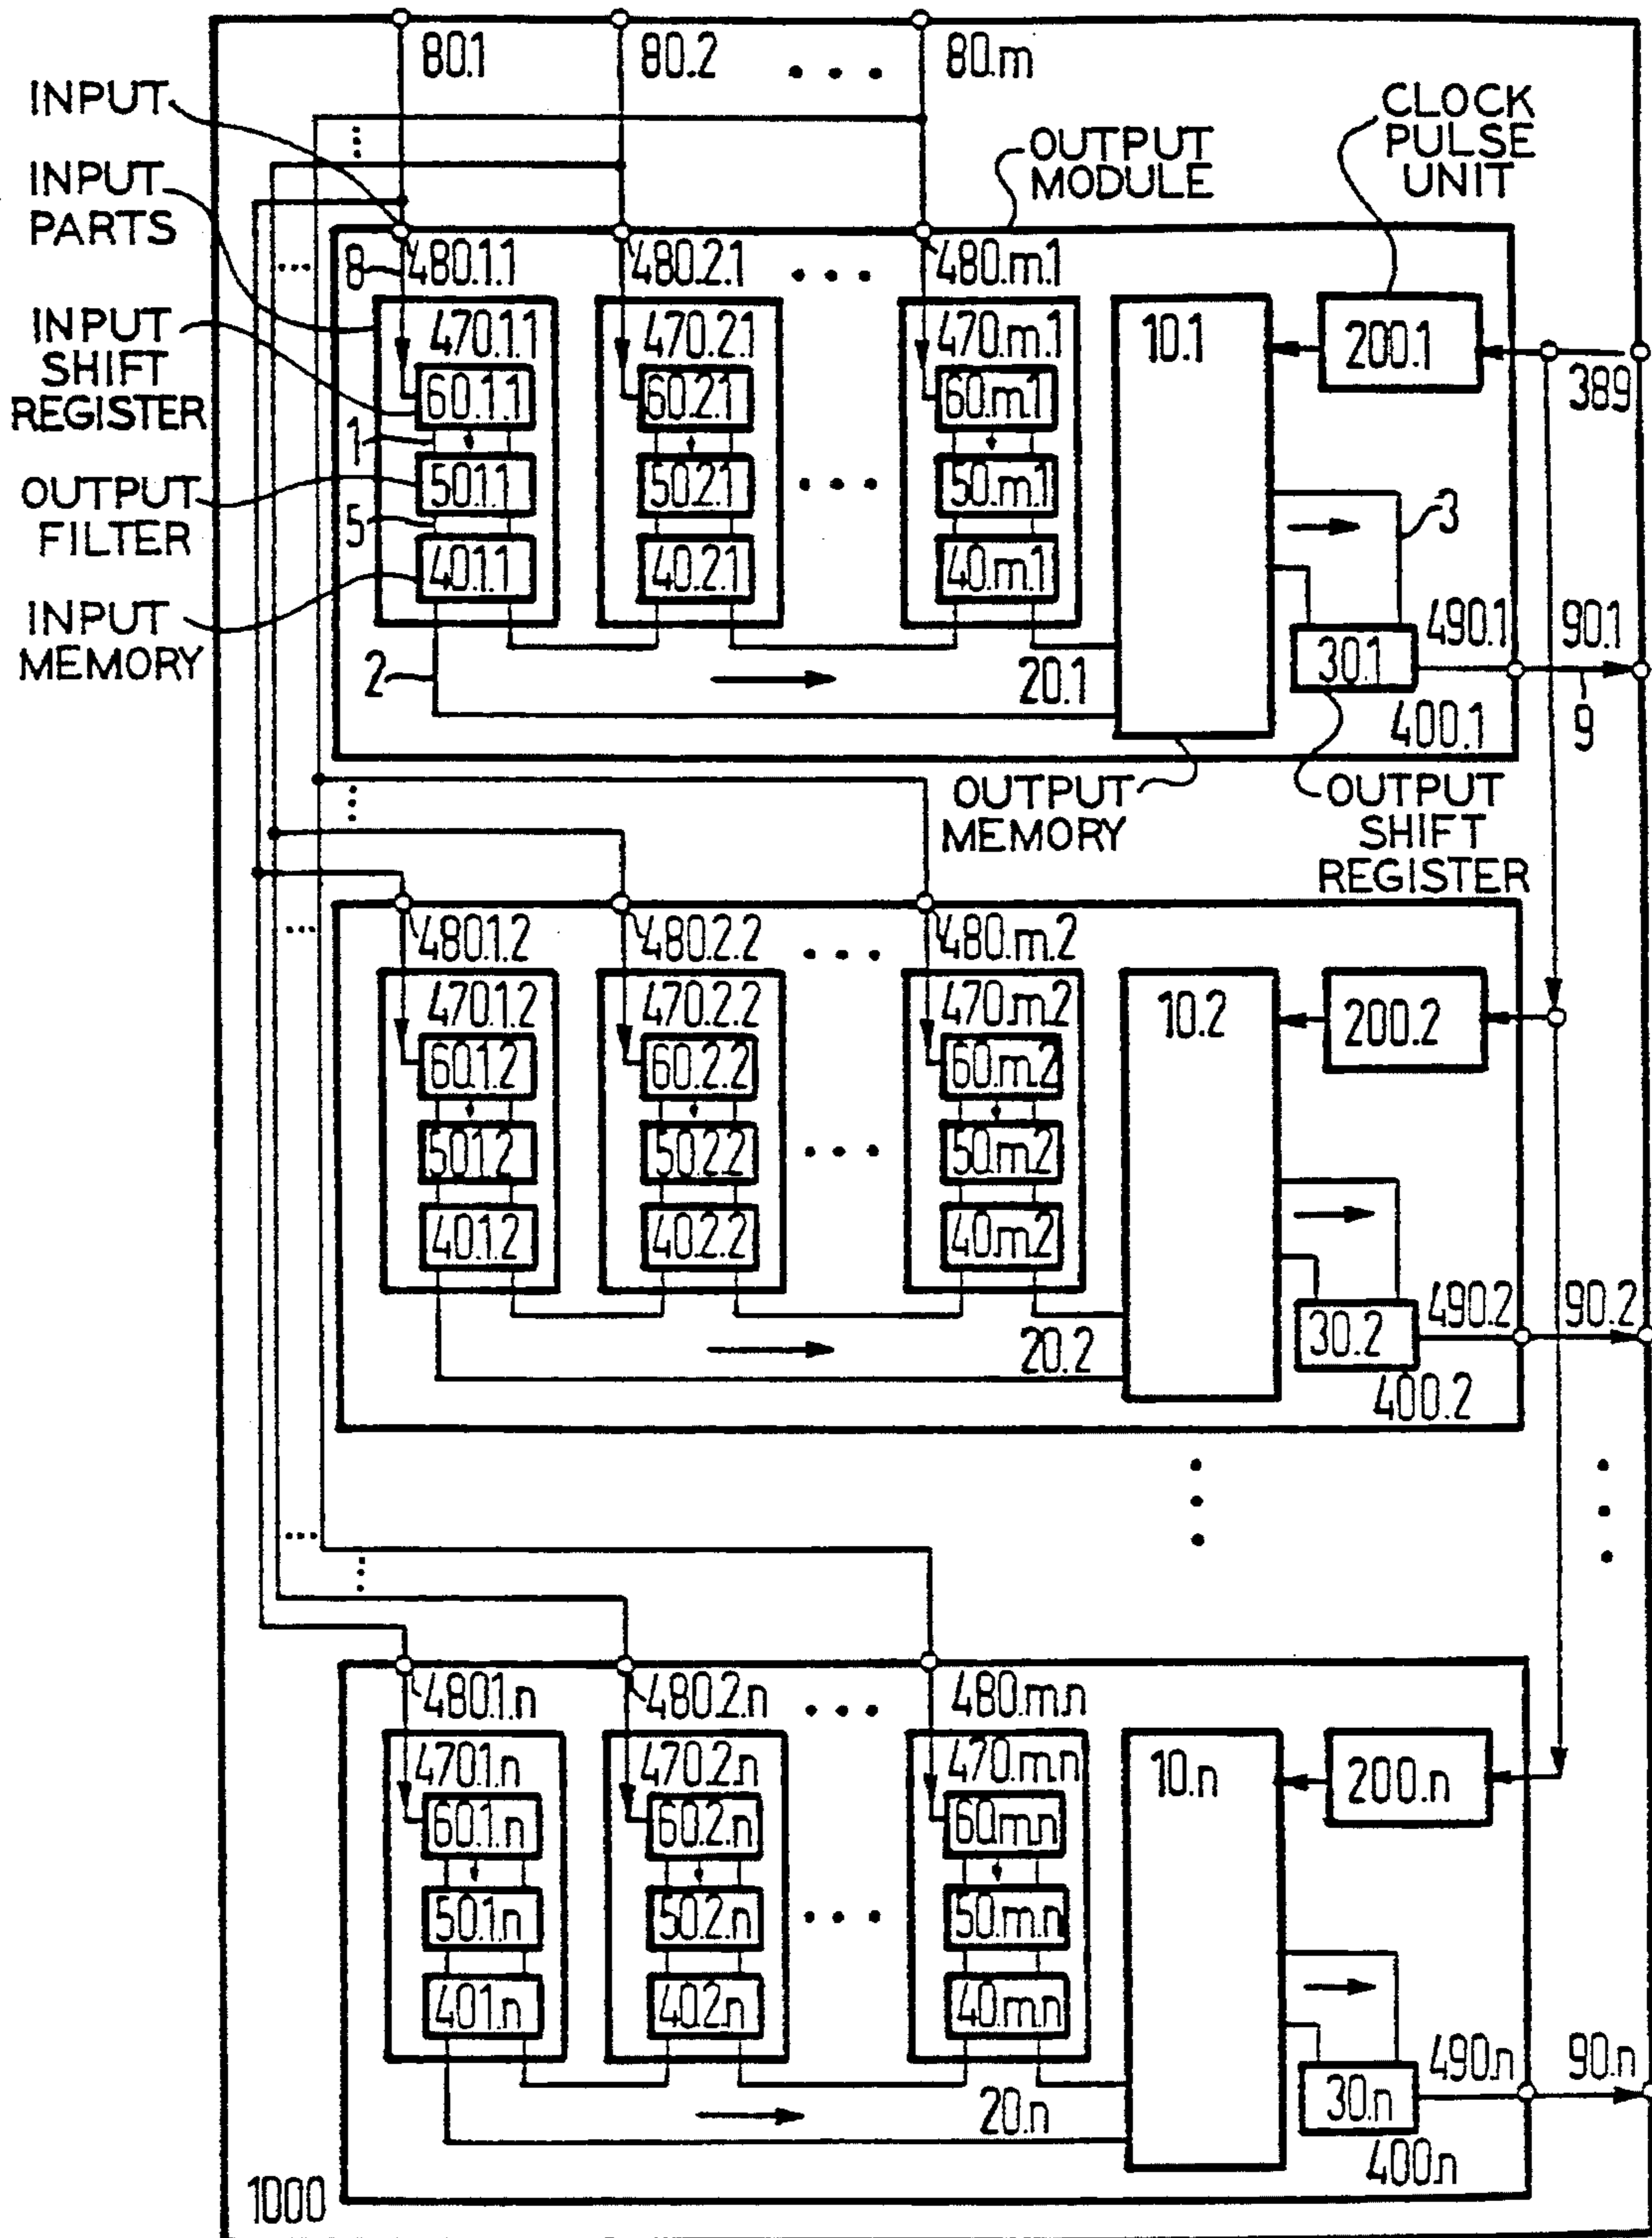 80.1 80.2 ... 80.m
INPUT
CLOCK
PULSE
UNIT
OUTPUT
MODULE
INPUT
PARTS
8 480.1.1 480.2.1 ... 480.m.1
INPUT
SHIFT
REGISTER
470.1.1 470.2.1 470.m.1 10.1 200.1
389
60.1.1 60.2.1 60.m.1
1
OUTPUT
FILTER
50.1.1 50.2.1 ... 50.m.1
3
5
40.1.1 40.2.1 40.m.1
INPUT
MEMORY
490.1 90.1
30.1
2 20.1
400.1 9
OUTPUT
MEMORY
OUTPUT
SHIFT
REGISTER
480.1.2 480.2.2 ... 480.m.2
470.1.2 470.2.2 470.m.2 10.2 200.2
60.1.2 60.2.2 60.m.2
50.1.2 50.2.2 ... 50.m.2
40.1.2 40.2.2 40.m.2
490.2 90.2
20.2 30.2
400.2
480.1.n 480.2.n ... 480.m.n
470.1.n 470.2.n 470.m.n 10.n 200.n
60.1.n 60.2.n 60.m.n
50.1.n 50.2.n ... 50.m.n
40.1.n 40.2.n 40.m.n
490.n 90.n
20.n 30.n
400.n
1000